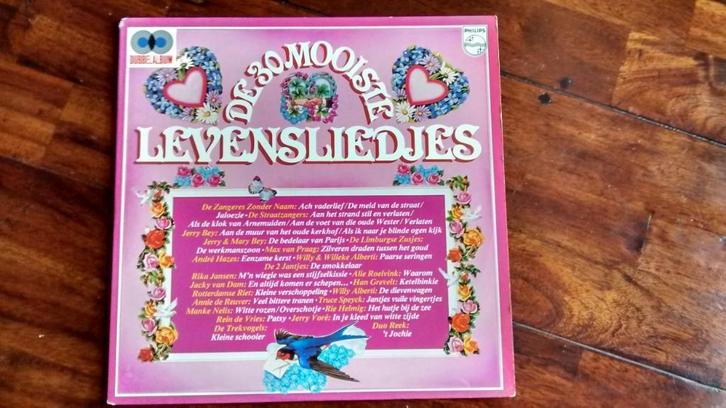 DUBBELALBUM
PHILIPS
DE 30 MOOISTE
LEVENSLIEDJES
De Zangeres Zonder Naam: Ach vaderlief/De meid van de straat/
Jaloezie • De Straatzangers: Aan het strand stil en verlaten/
Als de klok van Arnemuiden/Aan de voet van die oude Wester/Verlaten
Jerry Bey: Aan de muur van het oude kerkhof/Als ik naar je blinde ogen kijk
Jerry & Mary Bey: De bedelaar van Parijs • De Limburgse Zusjes:
De werkmanszoon • Max van Praag: Zilveren draden tussen het goud
André Hazes: Eenzame kerst • Willy & Willeke Alberti: Paarse seringen
De 2 Jantjes: De smokkelaar
Rika Jansen: M'n wiegie was een stijfselkissie • Alie Roelvink: Waarom
Jacky van Dam: En altijd komen er schepen... • Han Grevelt: Ketelbinkie
Rotterdamse Riet: Kleine verschoppeling • Willy Alberti: De dievenwagen
Annie de Reuver: Veel bittere tranen • Truce Speyck: Jantjes vuile vingertjes
Manke Nelis: Witte rozen/Overschotje • Rie Helmig: Het hutje bij de zee
Rein de Vries: Patsy • Jerry Voré: In je kleed van witte zijde
De Trekvogels: Duo Reek:
Kleine schooier 't Jochie